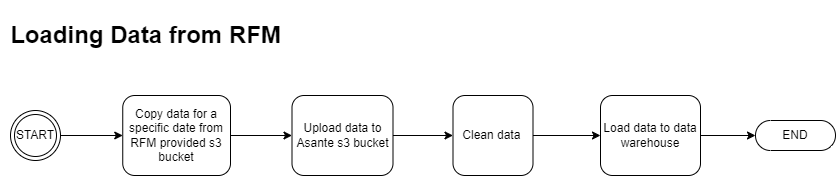 Loading Data from RFM
START
Copy data for a
specific date from
RFM provided s3
bucket
Upload data to
Asante s3 bucket
Clean data
Load data to data
warehouse
END